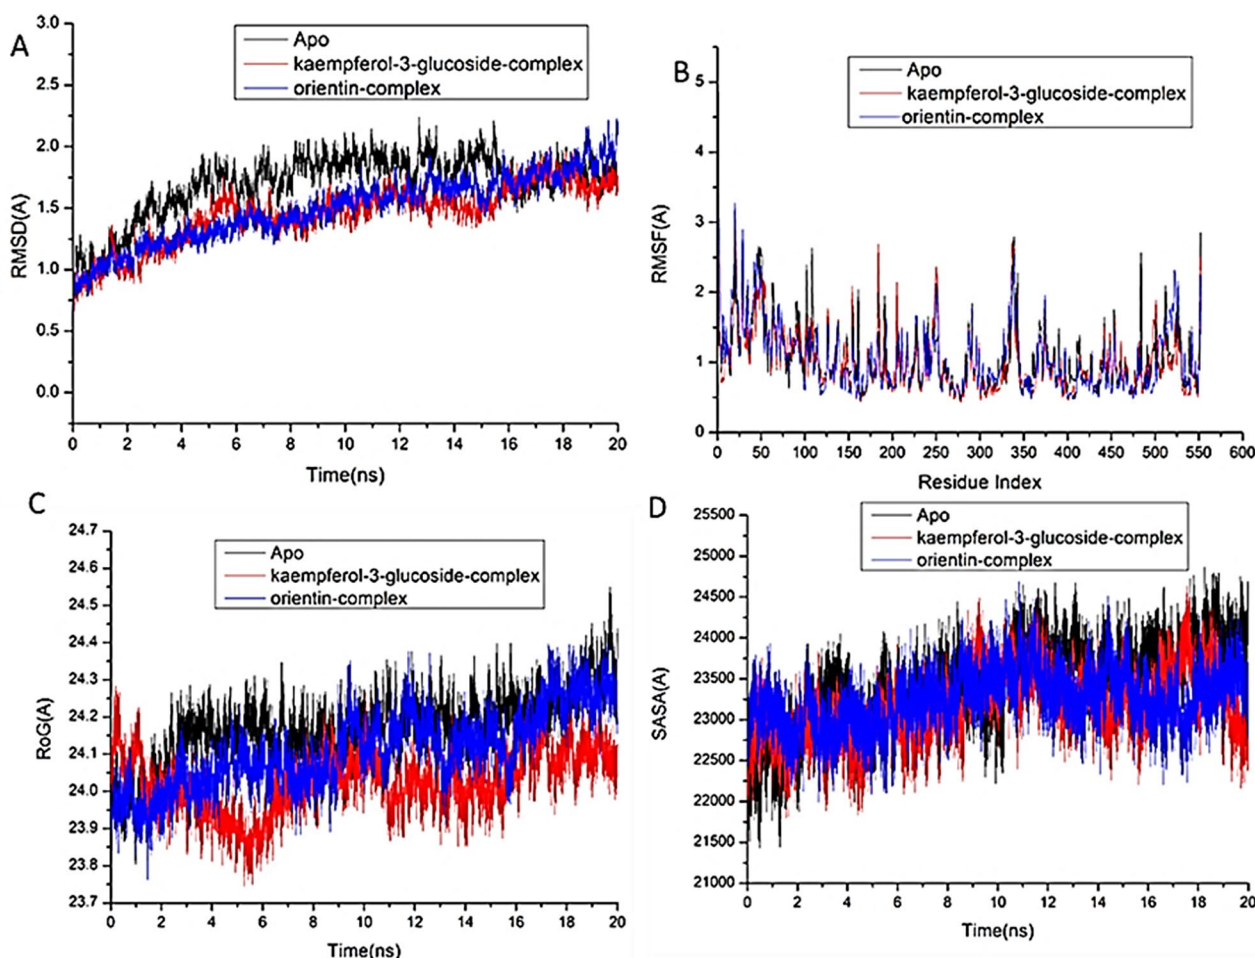 A
3.0
2.5
2.0
1.5
1.0
0.5
0.0
RMSD(A)
Apo
kaempferol-3-glucoside-complex
orientin-complex
0 2 4 6 8 10 12 14 16 18 20
Time(ns)
B
5
4
3
2
1
0
RMSF(A)
Apo
kaempferol-3-glucoside-complex
orientin-complex
0 50 100 150 200 250 300 350 400 450 500 550 600
Residue Index
C
24.7
24.6
24.5
24.4
24.3
24.2
24.1
24.0
23.9
23.8
23.7
RoG(A)
Apo
kaempferol-3-glucoside-complex
orientin-complex
0 2 4 6 8 10 12 14 16 18 20
Time(ns)
D
25500
25000
24500
24000
23500
23000
22500
22000
21500
21000
SASA(A)
Apo
kaempferol-3-glucoside-complex
orientin-complex
0 2 4 6 8 10 12 14 16 18 20
Time(ns)